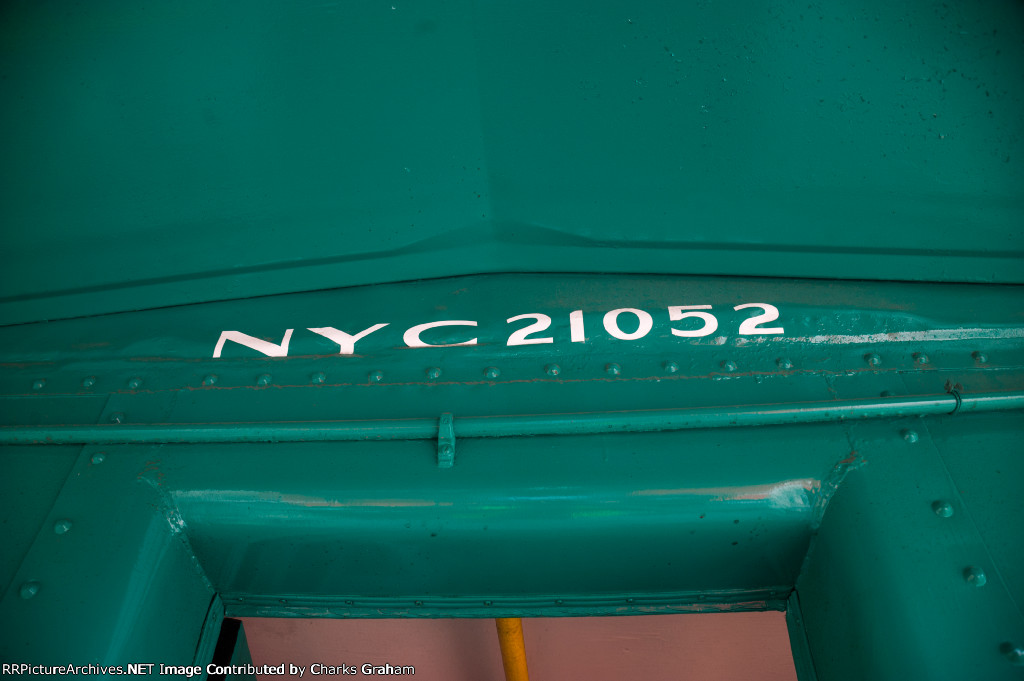 NYC 21052
RRPictureArchives.NET Image Contributed by Charks Graham